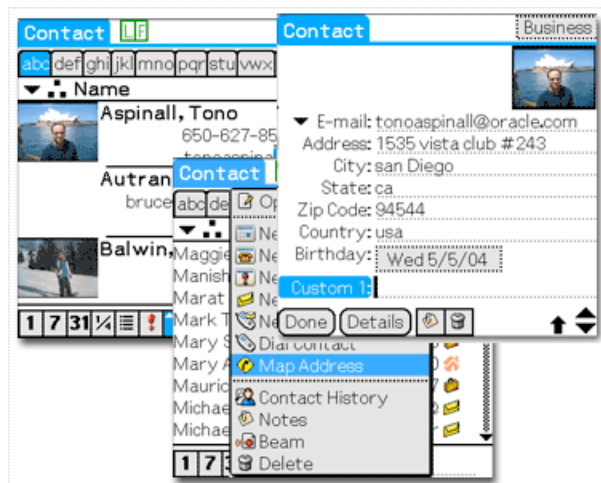 Contact LF
abc def ghi jkl mno pqr stu vwx
Name
Aspinall, Tono
650-627-85
Autran
bruce
Balwin,
1 7 31
Contact Business
E-mail: tonoaspinall@oracle.com
Address: 1535 vista club #243
City: san Diego
State: ca
Zip Code: 94544
Country: usa
Birthday: Wed 5/5/04
Custom 1:
Done Details
Contact
abc de
Maggie
Manish
Marat
Mark T
Mary S
Mary A
Mauric
Michae
Michae
1 7 3
Op
Ne
Ne
Ne
Ne
Ne
Dial Contact
Map Address
Contact History
Notes
Beam
Delete